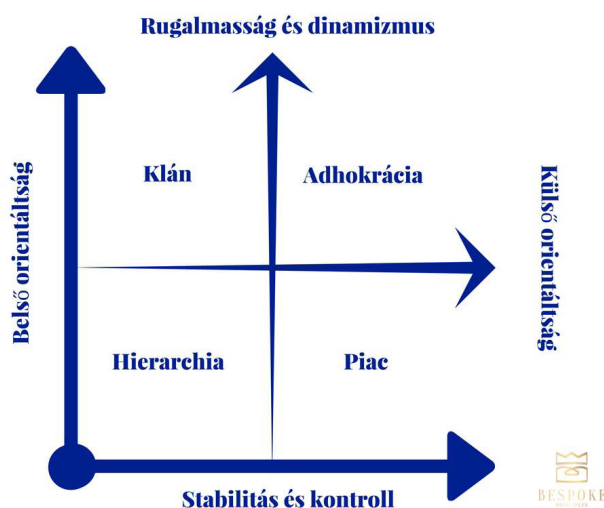 Rugalmasság és dinamizmus
Belső orientáltság
Klán
Adhokrácia
Külső orientáltság
Hierarchia
Piac
Stabilitás és kontroll
BESPOKE